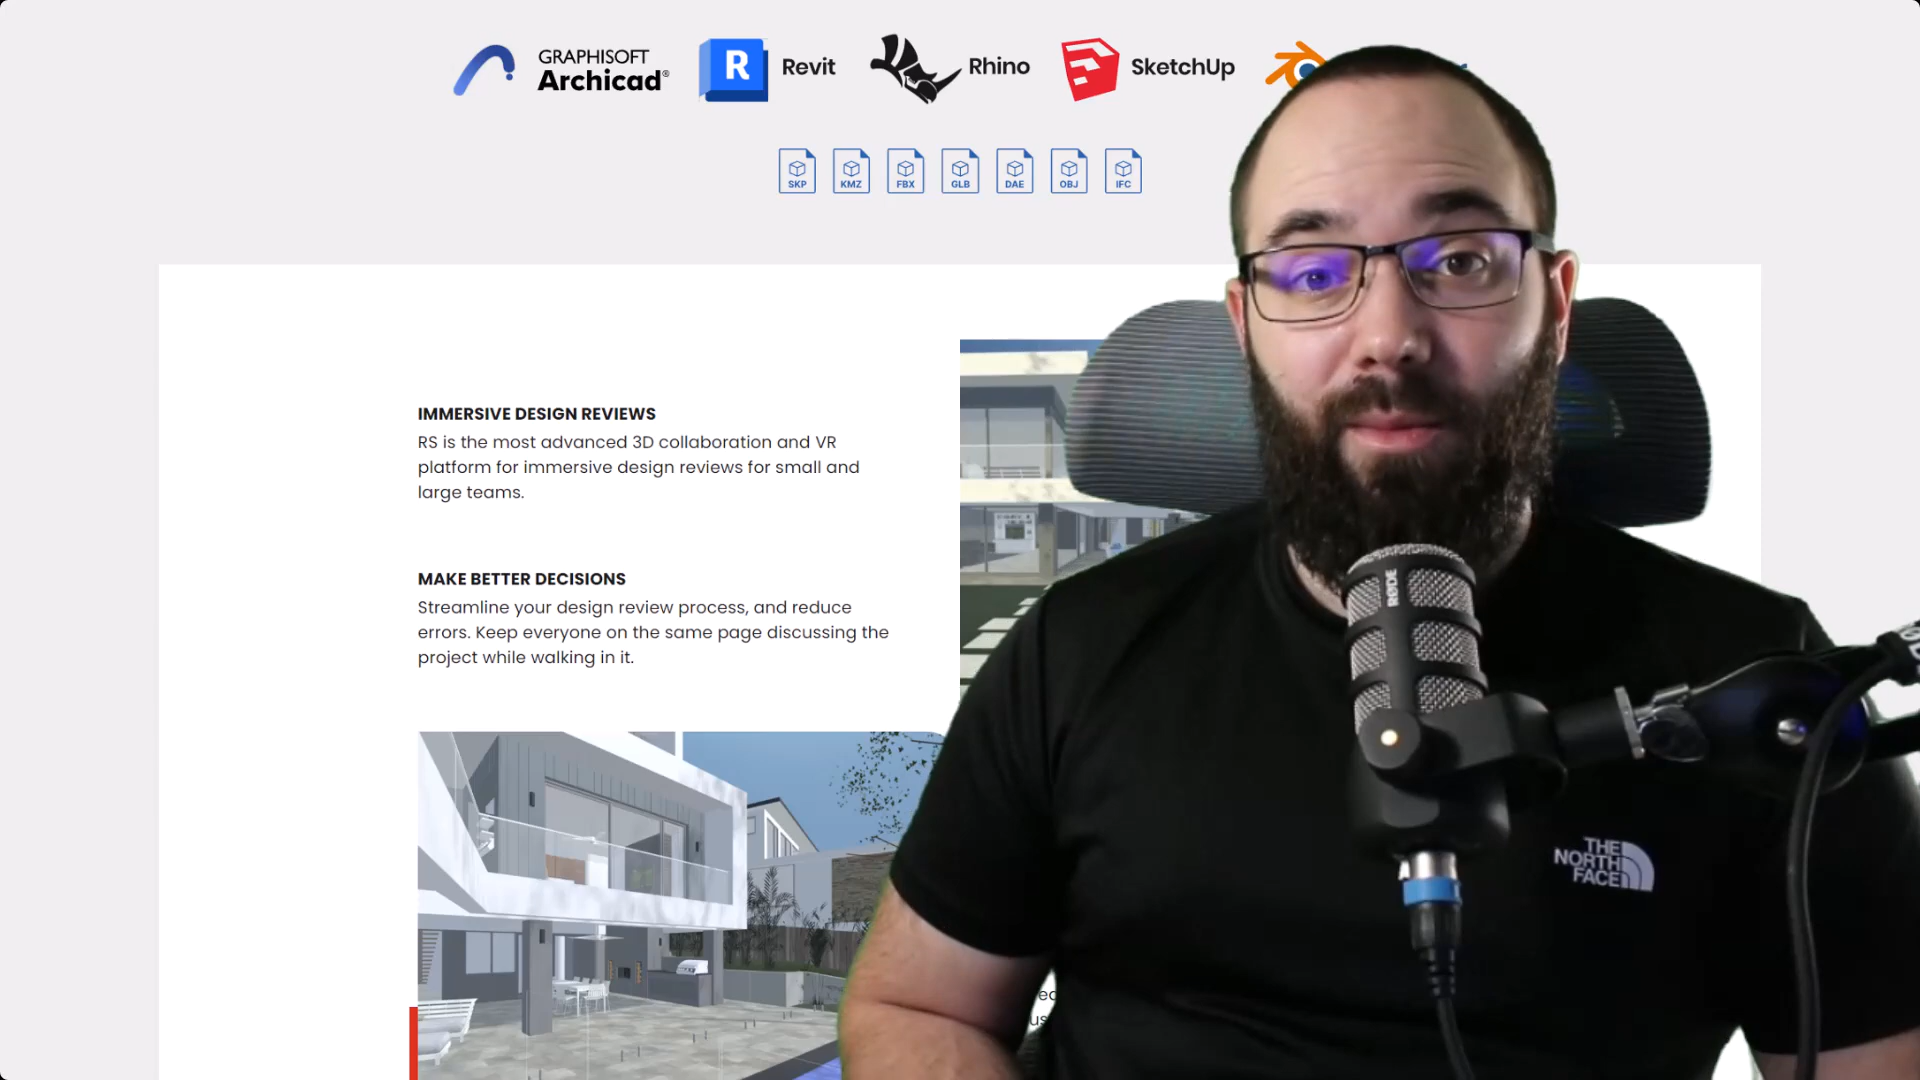 GRAPHISOFT
Archicad®
R
Revit
Rhino
SketchUp
SKP
KMZ
FBX
GLB
DAE
OBJ
IFC
IMMERSIVE DESIGN REVIEWS
RS is the most advanced 3D collaboration and VR
platform for immersive design reviews for small and
large teams.
MAKE BETTER DECISIONS
Streamline your design review process, and reduce
errors. Keep everyone on the same page discussing the
project while walking in it.
RØDE
THE
NORTH
FACE